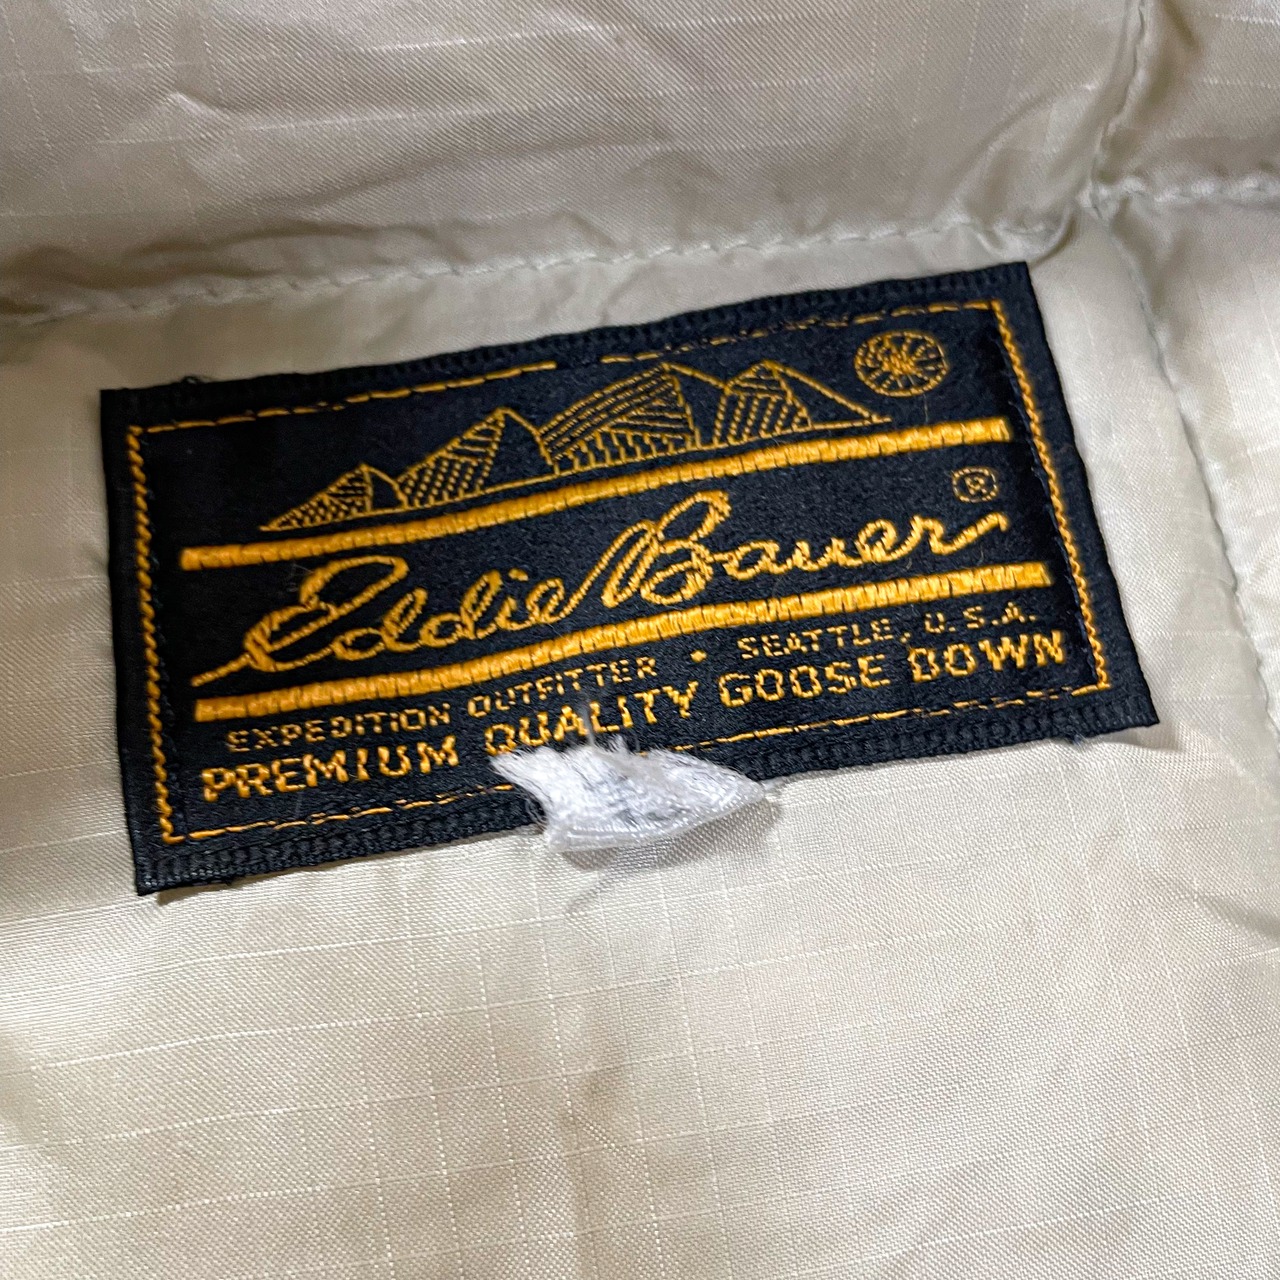 Eddie Bauer ®
EXPEDITION OUTFITTER • SEATTLE, U.S.A.
PREMIUM QUALITY GOOSE DOWN